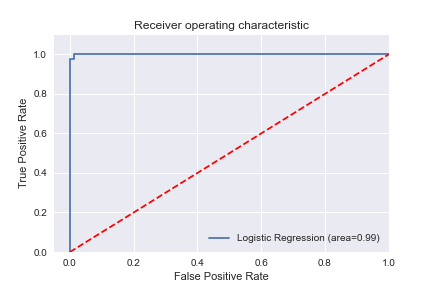 Receiver operating characteristic
1.0
0.8
0.6
0.4
0.2
0.0
True Positive Rate
Logistic Regression (area=0.99)
0.0 0.2 0.4 0.6 0.8 1.0
False Positive Rate